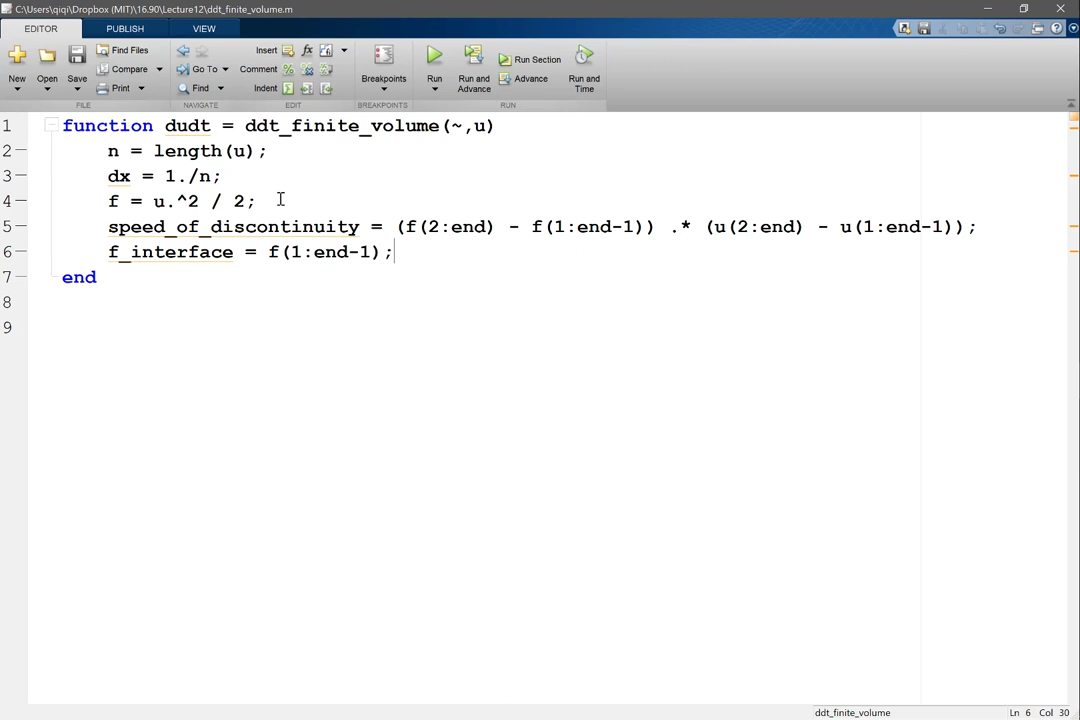 C:\Users\qiqi\Dropbox (MIT)\16.90\Lecture12\ddt_finite_volume.m
EDITOR PUBLISH VIEW
New Open Save Find Files Compare Print
FILE
Go To Find
NAVIGATE
Insert fx
Comment
Indent
EDIT
Breakpoints
BREAKPOINTS
Run Run and Advance Run Section Advance Run and Time
RUN
1 function dudt = ddt_finite_volume(~,u)
2 n = length(u);
3 dx = 1./n;
4 f = u.^2 / 2;
5 speed_of_discontinuity = (f(2:end) - f(1:end-1)) .* (u(2:end) - u(1:end-1));
6 f_interface = f(1:end-1);
7 end
8
9
ddt_finite_volume Ln 6 Col 30